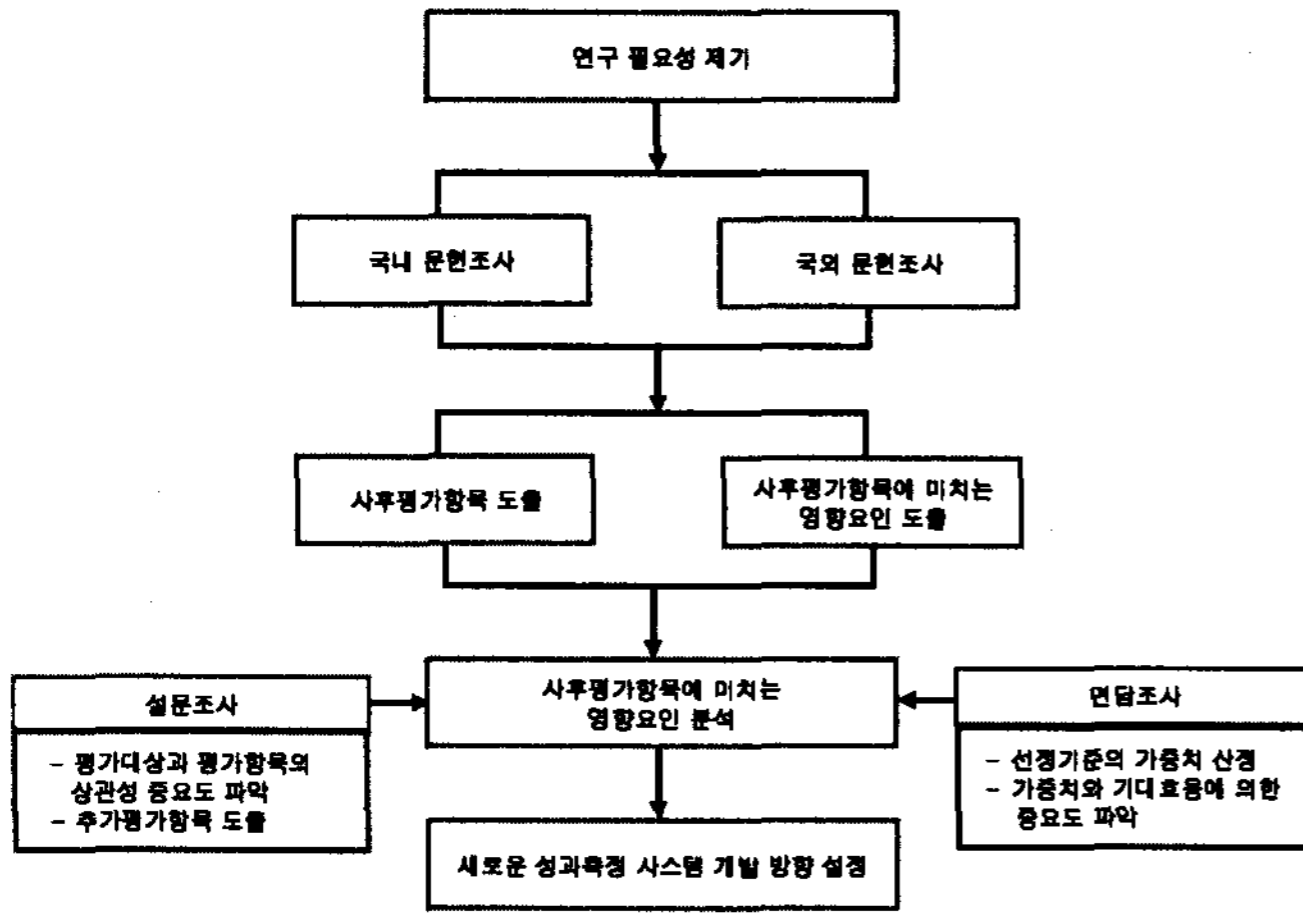 연구 필요성 제기
국내 문헌조사
국외 문헌조사
사후평가항목 도출
사후평가항목에 미치는
영향요인 도출
사후평가항목에 미치는
영향요인 분석
설문조사
- 평가대상과 평가항목의
상관성 중요도 파악
- 추가평가항목 도출
면담조사
- 선정기준의 가중치 산정
- 가중치와 기대효용에 의한
중요도 파악
새로운 성과측정 시스템 개발 방향 설정